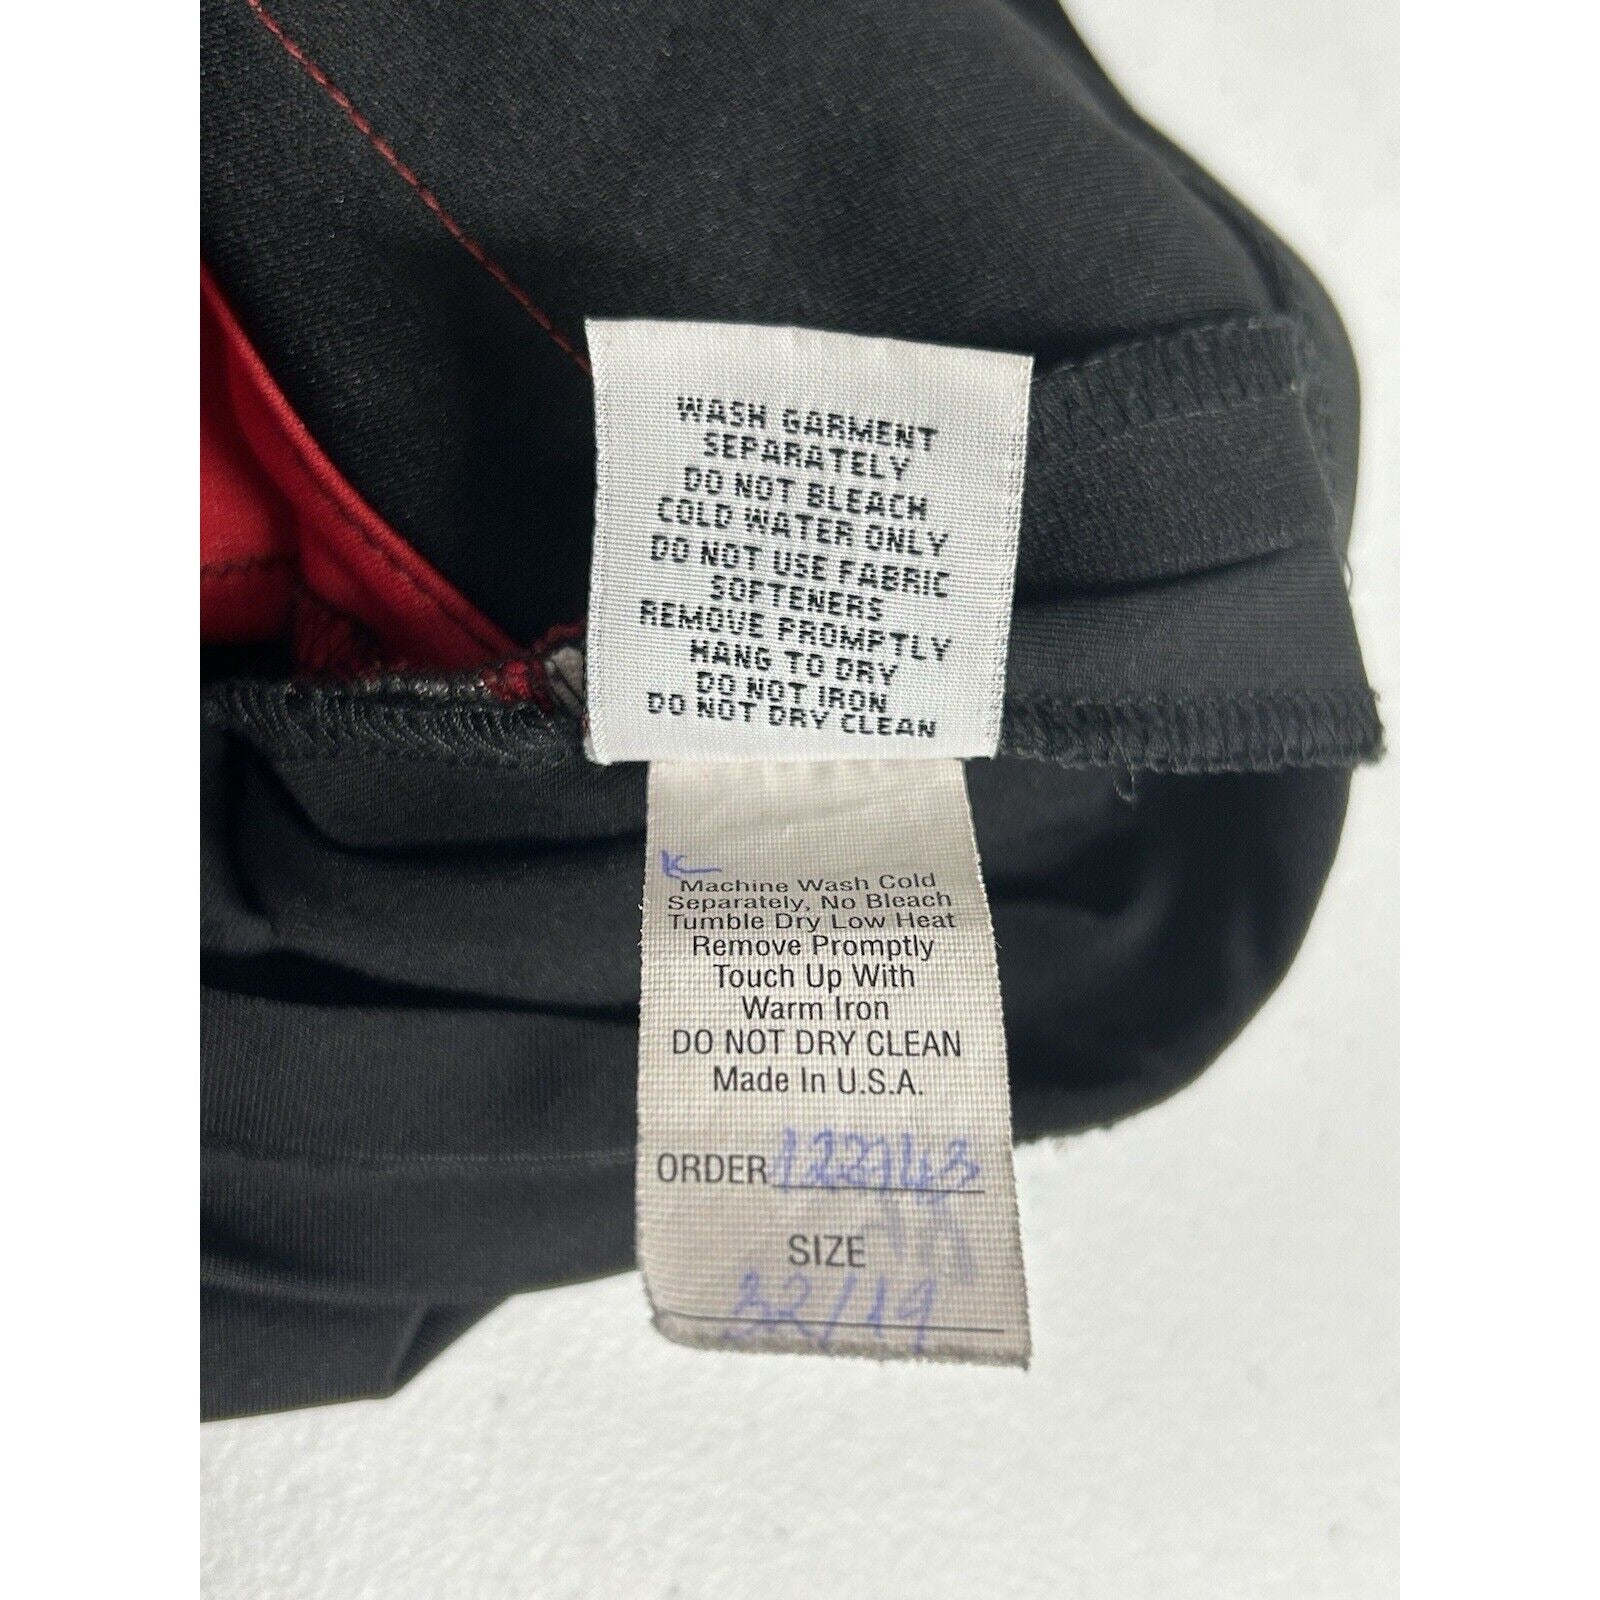 WASH GARMENT
SEPARATELY
DO NOT BLEACH
COLD WATER ONLY
DO NOT USE FABRIC
SOFTENERS
REMOVE PROMPTLY
HANG TO DRY
DO NOT IRON
DO NOT DRY CLEAN
Machine Wash Cold
Separately, No Bleach
Tumble Dry Low Heat
Remove Promptly
Touch Up With
Warm Iron
DO NOT DRY CLEAN
Made In U.S.A.
ORDER
SIZE
32/19